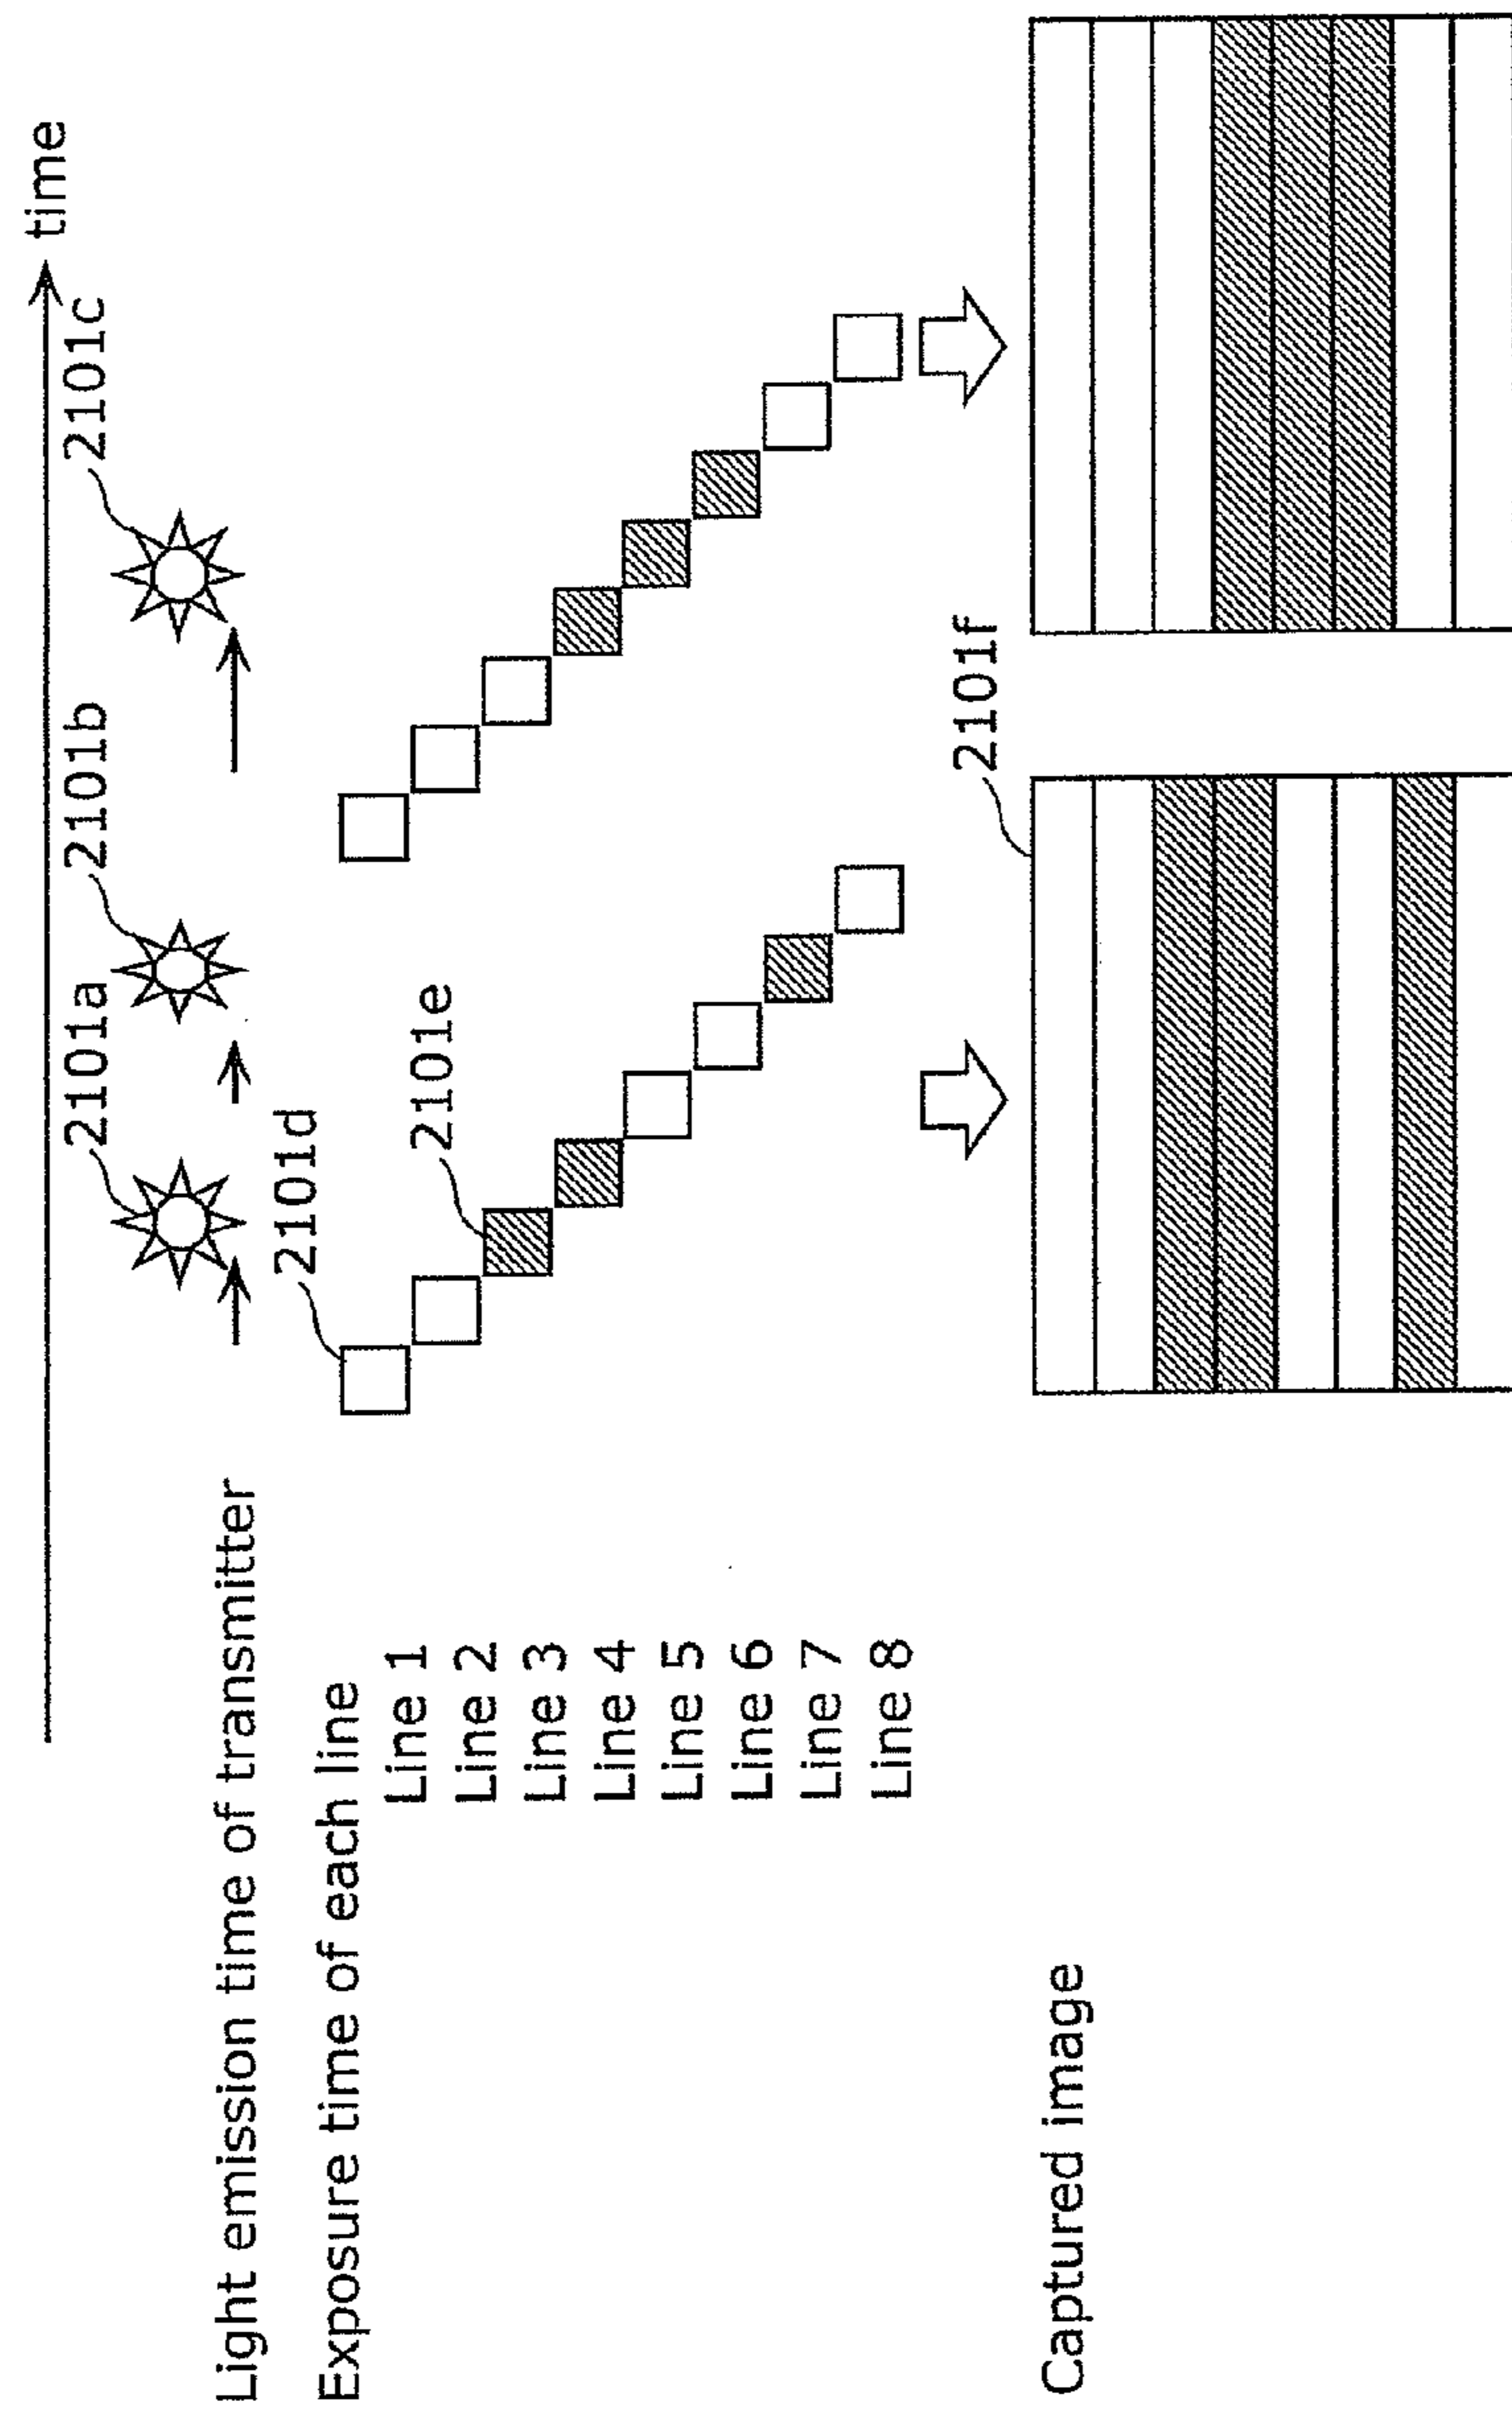 time
2101a
2101b
2101c
Light emission time of transmitter
2101d
Exposure time of each line
2101e
Line 1
Line 2
Line 3
Line 4
Line 5
Line 6
Line 7
Line 8
2101f
Captured image